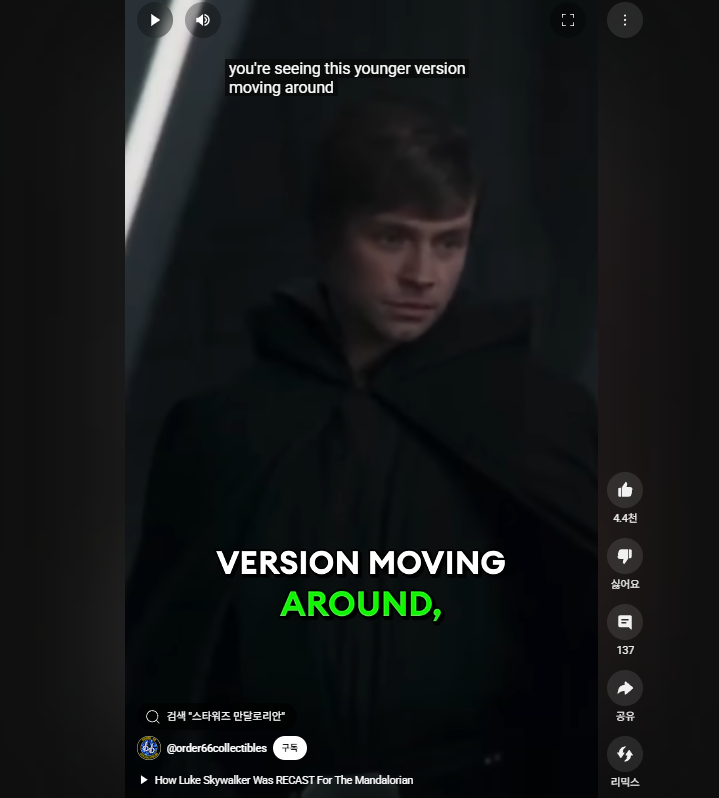 you're seeing this younger version
moving around
VERSION MOVING
AROUND,
4.4천
싫어요
137
공유
리믹스
검색 "스타워즈 만달로리안"
@order66collectibles 구독
How Luke Skywalker Was RECAST For The Mandalorian